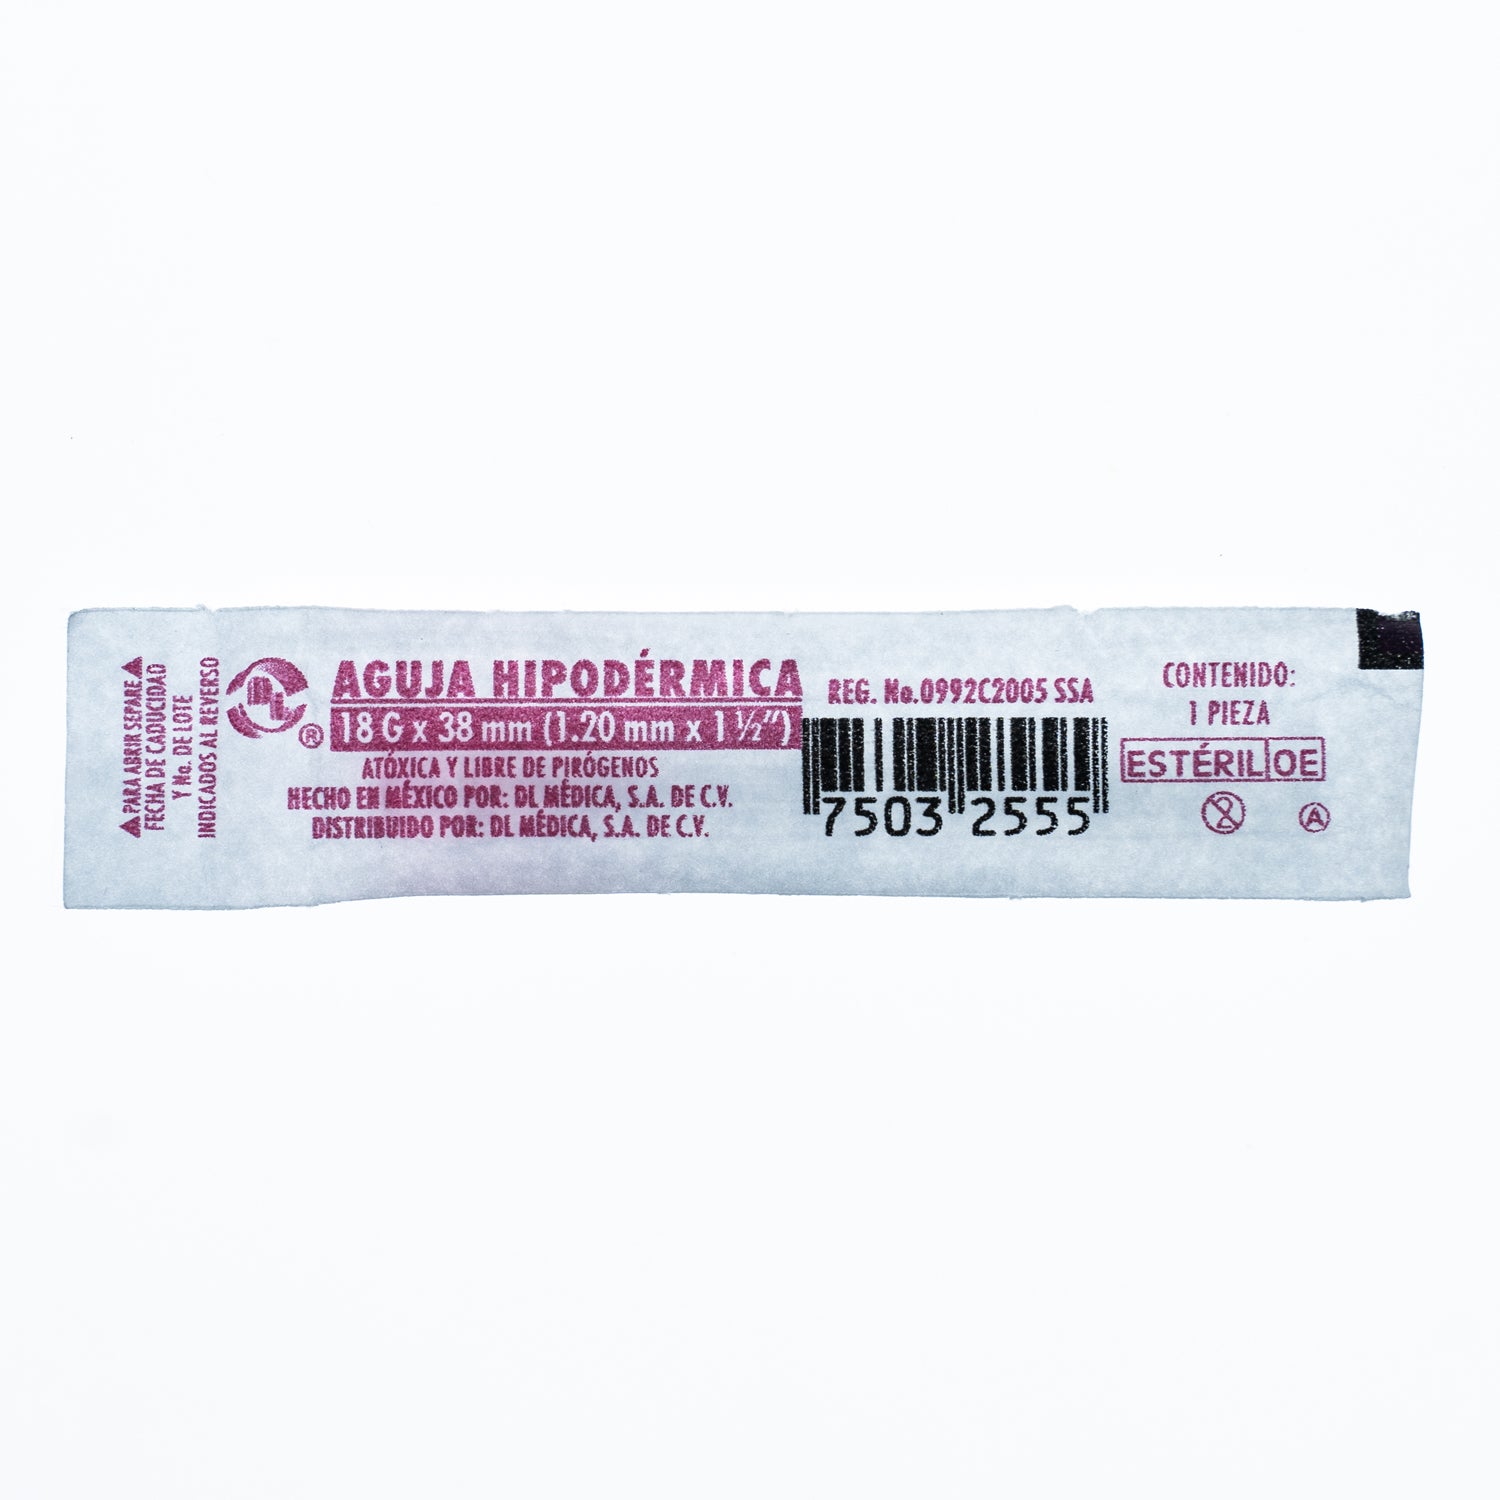 ▲PARA ABRIR SEPARE▲
FECHA DE CADUCIDAD
Y No. DE LOTE
INDICADOS AL REVERSO
DL
®
AGUJA HIPODÉRMICA
18 G x 38 mm (1.20 mm x 1 ½”)
ATÓXICA Y LIBRE DE PIRÓGENOS
HECHO EN MÉXICO POR: DL MÉDICA, S.A. DE C.V.
DISTRIBUIDO POR: DL MÉDICA, S.A. DE C.V.
REG. No.0992C2005 SSA
7503 2555
CONTENIDO:
1 PIEZA
ESTÉRIL OE
2
A